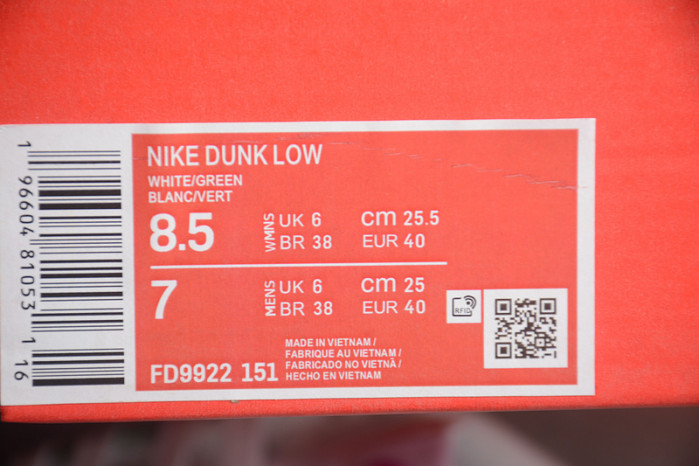 NIKE DUNK LOW
WHITE/GREEN
BLANC/VERT
8.5 WMNS UK 6 cm 25.5
BR 38 EUR 40
7 MENS UK 6 cm 25
BR 38 EUR 40
RFID
FD9922 151
MADE IN VIETNAM /
FABRIQUE AU VIETNAM /
FABRICADO NO VIETNÃ /
HECHO EN VIETNAM
1 96604 81053 1 16